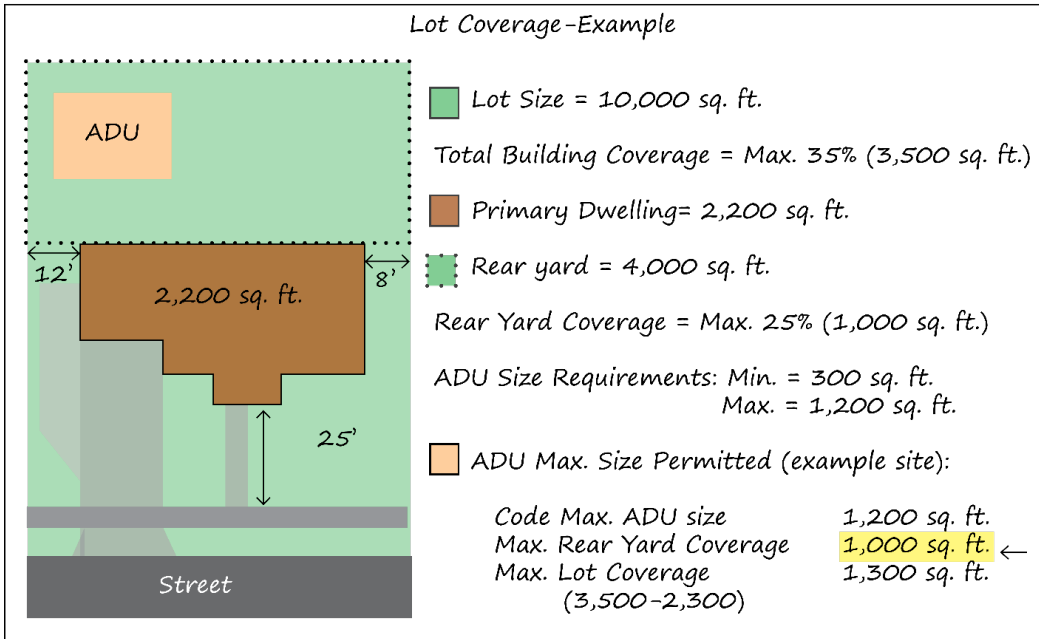 Lot Coverage-Example
ADU
Lot Size = 10,000 sq. ft.
Total Building Coverage = Max. 35% (3,500 sq. ft.)
Primary Dwelling= 2,200 sq. ft.
12'
8'
2,200 sq. ft.
Rear yard = 4,000 sq. ft.
Rear Yard Coverage = Max. 25% (1,000 sq. ft.)
ADU Size Requirements: Min. = 300 sq. ft.
Max. = 1,200 sq. ft.
25'
ADU Max. Size Permitted (example site):
Code Max. ADU size 1,200 sq. ft.
Max. Rear Yard Coverage 1,000 sq. ft.
Max. Lot Coverage 1,300 sq. ft.
(3,500-2,300)
Street